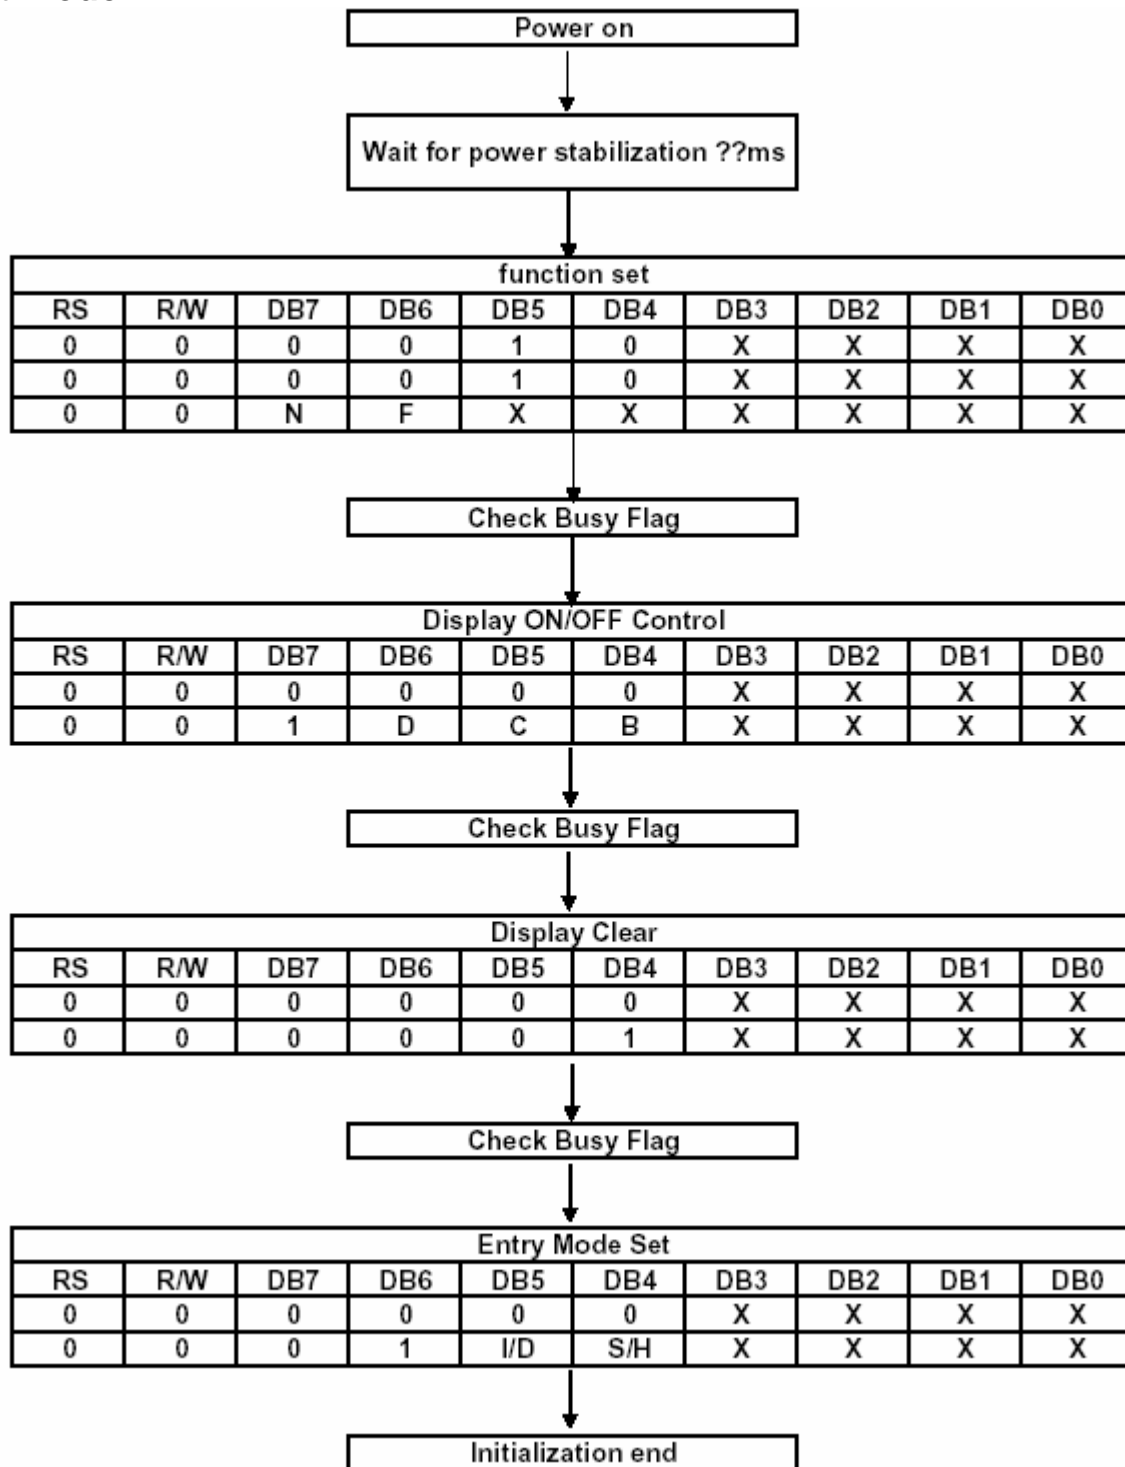 Power on
Wait for power stabilization ??ms
function set
RS R/W DB7 DB6 DB5 DB4 DB3 DB2 DB1 DB0
0 0 0 0 1 0 X X X X
0 0 0 0 1 0 X X X X
0 0 N F X X X X X X
Check Busy Flag
Display ON/OFF Control
RS R/W DB7 DB6 DB5 DB4 DB3 DB2 DB1 DB0
0 0 0 0 0 0 X X X X
0 0 1 D C B X X X X
Check Busy Flag
Display Clear
RS R/W DB7 DB6 DB5 DB4 DB3 DB2 DB1 DB0
0 0 0 0 0 0 X X X X
0 0 0 0 0 1 X X X X
Check Busy Flag
Entry Mode Set
RS R/W DB7 DB6 DB5 DB4 DB3 DB2 DB1 DB0
0 0 0 0 0 0 X X X X
0 0 0 1 I/D S/H X X X X
Initialization end